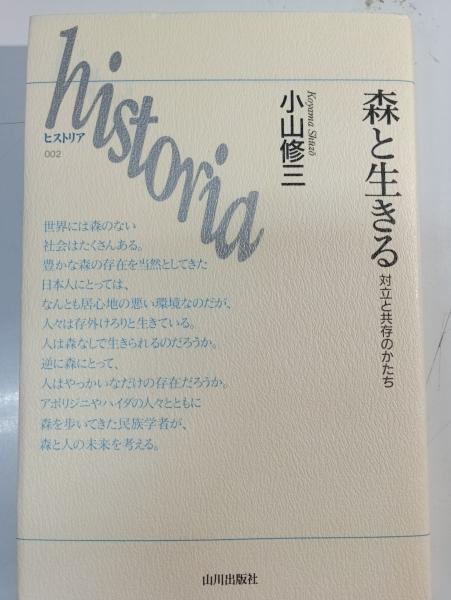 森と生きる
対立と共存のかたち
小山修三
Koyama Shūzō
historia
ヒストリア
002
世界には森のない
社会はたくさんある。
豊かな森の存在を当然としてきた
日本人にとっては、
なんとも居心地の悪い環境なのだが、
人々は存外けろりと生きている。
人は森なしで生きられるのだろうか。
逆に森にとって、
人はやっかいなだけの存在だろうか。
アボリジニやハイダの人々とともに
森を歩いてきた民族学者が、
森と人の未来を考える。
山川出版社